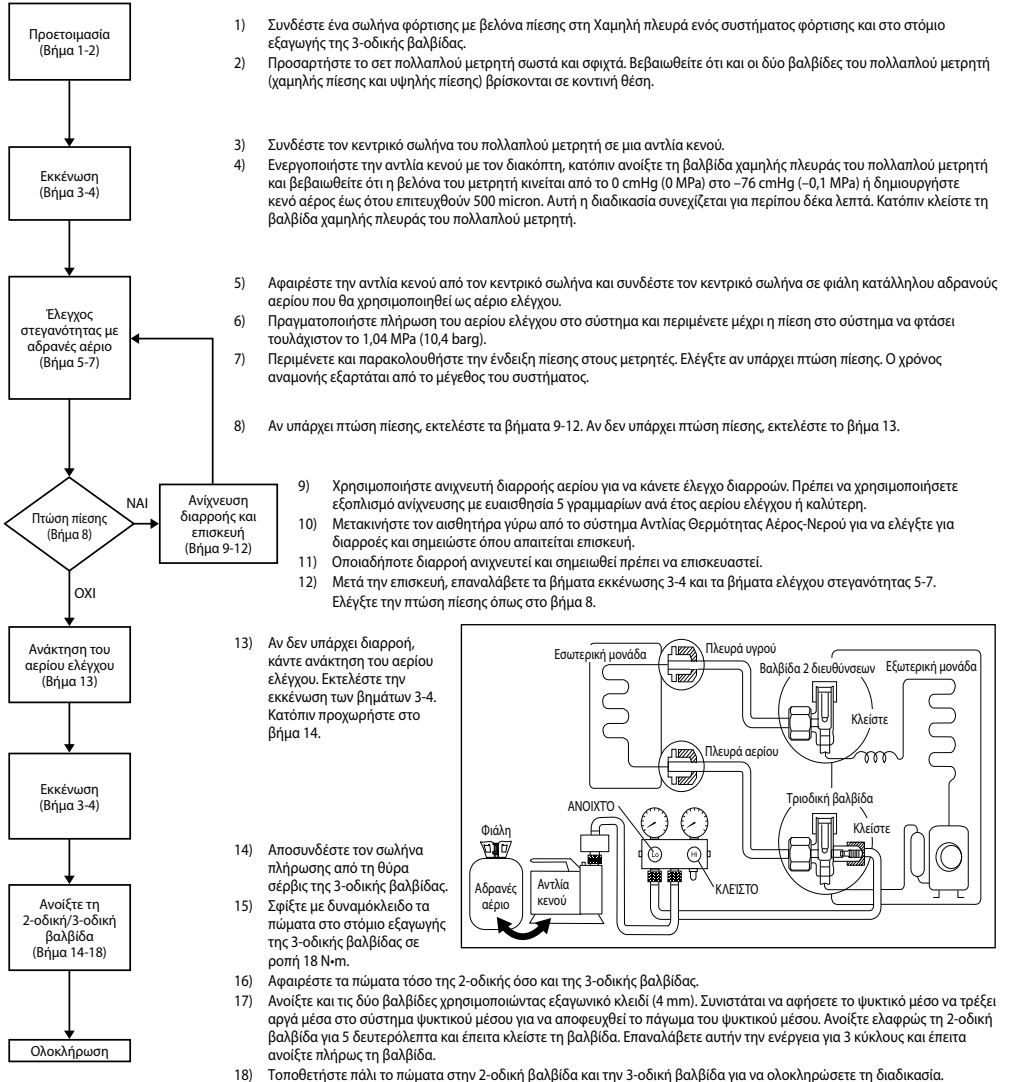 Προετοιμασία
(Βήμα 1-2)
1) Συνδέστε ένα σωλήνα φόρτισης με βελόνα πίεσης στη Χαμηλή πλευρά ενός συστήματος φόρτισης και στο στόμιο
εξαγωγής της 3-οδικής βαλβίδας.
2) Προσαρτήστε το σετ πολλαπλού μετρητή σωστά και σφιχτά. Βεβαιωθείτε ότι και οι δύο βαλβίδες του πολλαπλού μετρητή
(χαμηλής πίεσης και υψηλής πίεσης) βρίσκονται σε κοντινή θέση.
Εκκένωση
(Βήμα 3-4)
3) Συνδέστε τον κεντρικό σωλήνα του πολλαπλού μετρητή σε μια αντλία κενού.
4) Ενεργοποιήστε την αντλία κενού με τον διακόπτη, κατόπιν ανοίξτε τη βαλβίδα χαμηλής πλευράς του πολλαπλού μετρητή
και βεβαιωθείτε ότι η βελόνα του μετρητή κινείται από το 0 cmHg (0 MPa) στο –76 cmHg (–0,1 MPa) ή δημιουργήστε
κενό αέρος έως ότου επιτευχθούν 500 micron. Αυτή η διαδικασία συνεχίζεται για περίπου δέκα λεπτά. Κατόπιν κλείστε τη
βαλβίδα χαμηλής πλευράς του πολλαπλού μετρητή.
Έλεγχος
στεγανότητας με
αδρανές αέριο
(Βήμα 5-7)
5) Αφαιρέστε την αντλία κενού από τον κεντρικό σωλήνα και συνδέστε τον κεντρικό σωλήνα σε φιάλη κατάλληλου αδρανούς
αερίου που θα χρησιμοποιηθεί ως αέριο ελέγχου.
6) Πραγματοποιήστε πλήρωση του αερίου ελέγχου στο σύστημα και περιμένετε μέχρι η πίεση στο σύστημα να φτάσει
τουλάχιστον το 1,04 MPa (10,4 barg).
7) Περιμένετε και παρακολουθήστε την ένδειξη πίεσης στους μετρητές. Ελέγξτε αν υπάρχει πτώση πίεσης. Ο χρόνος
αναμονής εξαρτάται από το μέγεθος του συστήματος.
8) Αν υπάρχει πτώση πίεσης, εκτελέστε τα βήματα 9-12. Αν δεν υπάρχει πτώση πίεσης, εκτελέστε το βήμα 13.
Πτώση πίεσης
(Βήμα 8)
ΝΑΙ
ΟΧΙ
Ανίχνευση
διαρροής και
επισκευή
(Βήμα 9-12)
9) Χρησιμοποιήστε ανιχνευτή διαρροής αερίου για να κάνετε έλεγχο διαρροών. Πρέπει να χρησιμοποιήσετε
εξοπλισμό ανίχνευσης με ευαισθησία 5 γραμμαρίων ανά έτος αερίου ελέγχου ή καλύτερη.
10) Μετακινήστε τον αισθητήρα γύρω από το σύστημα Αντλίας Θερμότητας Αέρος-Νερού για να ελέγξτε για
διαρροές και σημειώστε όπου απαιτείται επισκευή.
11) Οποιαδήποτε διαρροή ανιχνευτεί και σημειωθεί πρέπει να επισκευαστεί.
12) Μετά την επισκευή, επαναλάβετε τα βήματα εκκένωσης 3-4 και τα βήματα ελέγχου στεγανότητας 5-7.
Ελέγξτε την πτώση πίεσης όπως στο βήμα 8.
Ανάκτηση του
αερίου ελέγχου
(Βήμα 13)
13) Αν δεν υπάρχει διαρροή,
κάντε ανάκτηση του αερίου
ελέγχου. Εκτελέστε την
εκκένωση των βημάτων 3-4.
Κατόπιν προχωρήστε στο
βήμα 14.
Εσωτερική μονάδα
Πλευρά υγρού
Βαλβίδα 2 διευθύνσεων
Εξωτερική μονάδα
Κλείστε
Πλευρά αερίου
Τριοδική βαλβίδα
Κλείστε
ΑΝΟΙΧΤΟ
Lo
Hi
ΚΛΕΙΣΤΟ
Φιάλη
Αδρανές
αέριο
Αντλία
κενού
Εκκένωση
(Βήμα 3-4)
Ανοίξτε τη
2-οδική/3-οδική
βαλβίδα
(Βήμα 14-18)
14) Αποσυνδέστε τον σωλήνα
πλήρωσης από τη θύρα
σέρβις της 3-οδικής βαλβίδας.
15) Σφίξτε με δυναμόκλειδο τα
πώματα στο στόμιο εξαγωγής
της 3-οδικής βαλβίδας σε
ροπή 18 N•m.
16) Αφαιρέστε τα πώματα τόσο της 2-οδικής όσο και της 3-οδικής βαλβίδας.
17) Ανοίξτε και τις δύο βαλβίδες χρησιμοποιώντας εξαγωνικό κλειδί (4 mm). Συνιστάται να αφήσετε το ψυκτικό μέσο να τρέξει
αργά μέσα στο σύστημα ψυκτικού μέσου για να αποφευχθεί το πάγωμα του ψυκτικού μέσου. Ανοίξτε ελαφρώς τη 2-οδική
βαλβίδα για 5 δευτερόλεπτα και έπειτα κλείστε τη βαλβίδα. Επαναλάβετε αυτήν την ενέργεια για 3 κύκλους και έπειτα
ανοίξτε πλήρως τη βαλβίδα.
18) Τοποθετήστε πάλι το πώματα στην 2-οδική βαλβίδα και την 3-οδική βαλβίδα για να ολοκληρώσετε τη διαδικασία.
Ολοκλήρωση